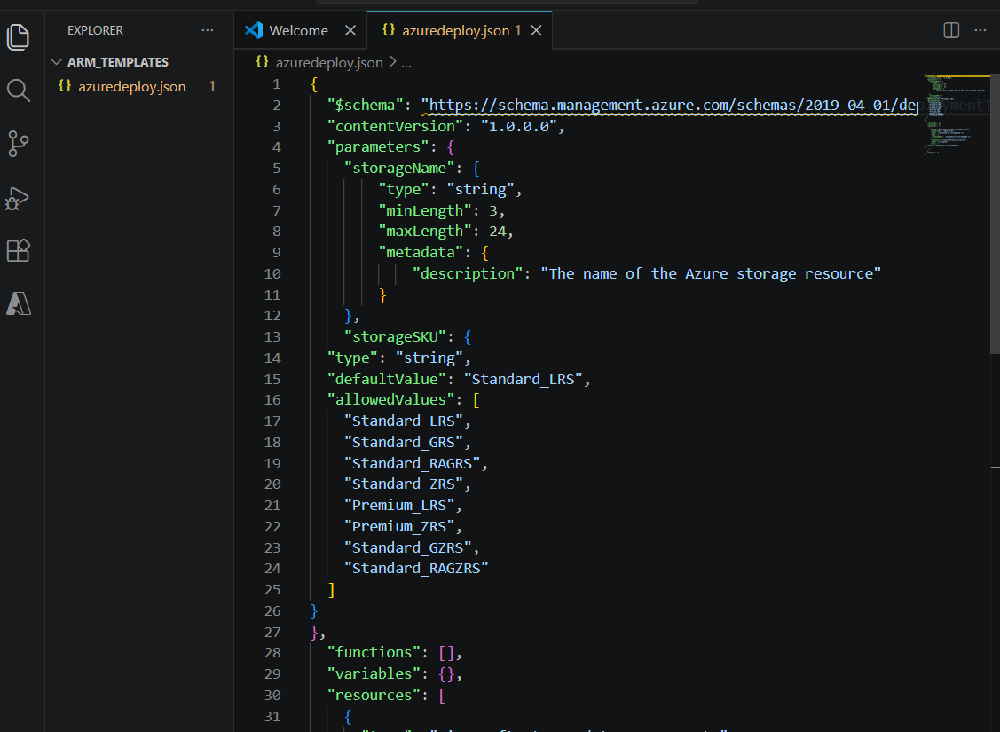 EXPLORER ...
ARM_TEMPLATES
{} azuredeploy.json 1
Welcome
{} azuredeploy.json 1
{} azuredeploy.json > ...
1 {
2 "$schema": "https://schema.management.azure.com/schemas/2019-04-01/dep
3 "contentVersion": "1.0.0.0",
4 "parameters": {
5 "storageName": {
6 "type": "string",
7 "minLength": 3,
8 "maxLength": 24,
9 "metadata": {
10 "description": "The name of the Azure storage resource"
11 }
12 },
13 "storageSKU": {
14 "type": "string",
15 "defaultValue": "Standard_LRS",
16 "allowedValues": [
17 "Standard_LRS",
18 "Standard_GRS",
19 "Standard_RAGRS",
20 "Standard_ZRS",
21 "Premium_LRS",
22 "Premium_ZRS",
23 "Standard_GZRS",
24 "Standard_RAGZRS"
25 ]
26 }
27 },
28 "functions": [],
29 "variables": {},
30 "resources": [
31 {